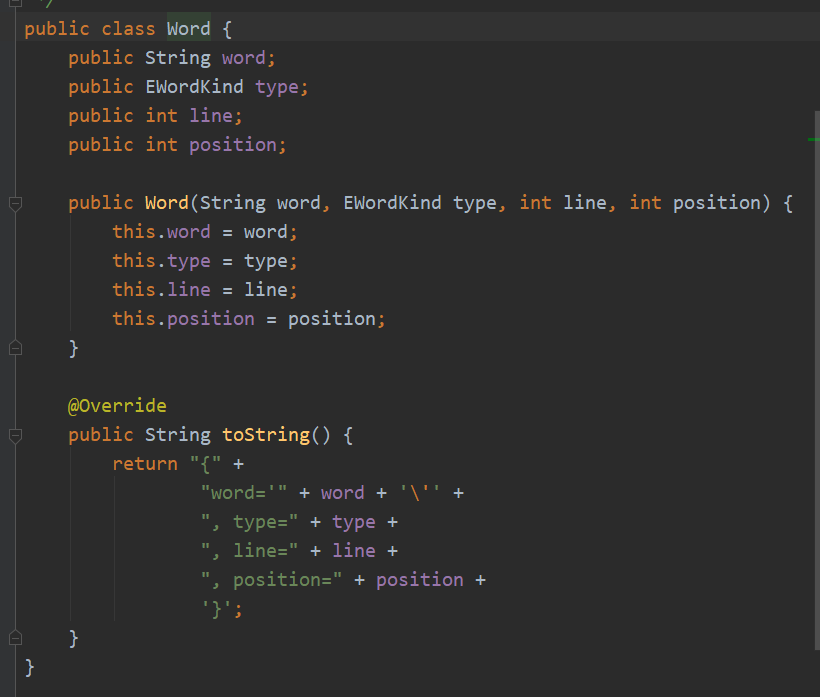 */
public class Word {
    public String word;
    public EWordKind type;
    public int line;
    public int position;

    public Word(String word, EWordKind type, int line, int position) {
        this.word = word;
        this.type = type;
        this.line = line;
        this.position = position;
    }

    @Override
    public String toString() {
        return "{" +
                "word='" + word + '\'' +
                ", type=" + type +
                ", line=" + line +
                ", position=" + position +
                '}';
    }
}